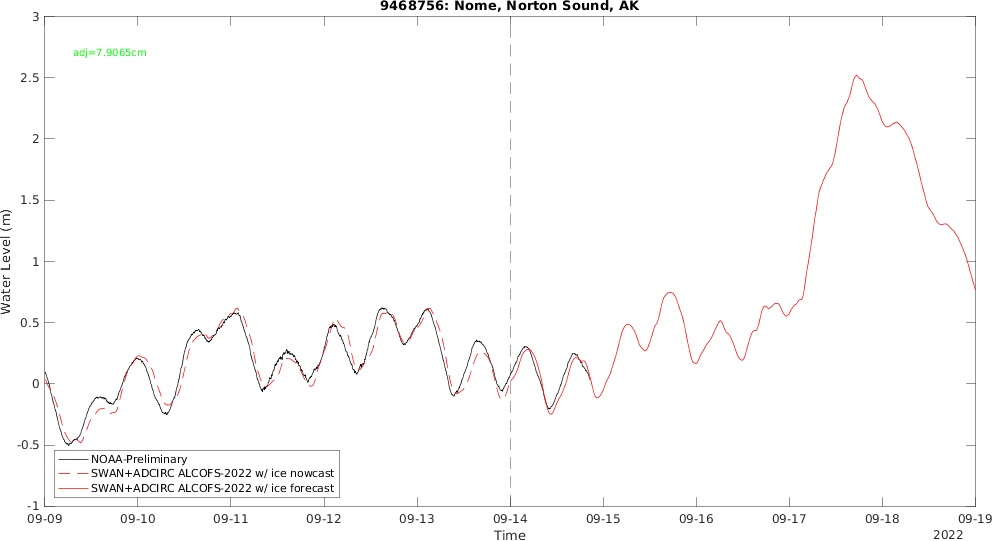 9468756: Nome, Norton Sound, AK
adj=7.9065cm
Water Level (m)
3
2.5
2
1.5
1
0.5
0
-0.5
-1
NOAA-Preliminary
SWAN+ADCIRC ALCOFS-2022 w/ ice nowcast
SWAN+ADCIRC ALCOFS-2022 w/ ice forecast
09-09 09-10 09-11 09-12 09-13 09-14 09-15 09-16 09-17 09-18 09-19
Time
2022